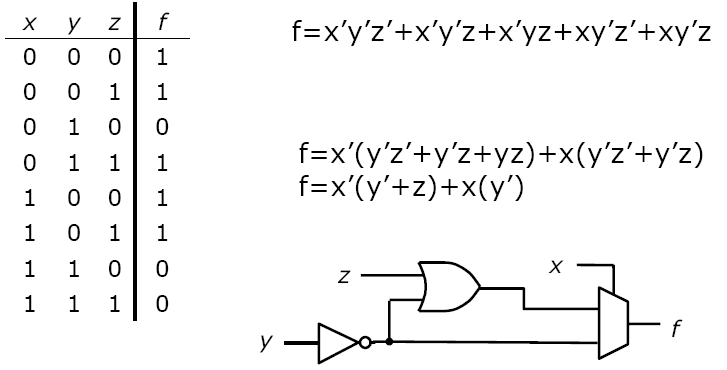 x y z f
0 0 0 1
0 0 1 1
0 1 0 0
0 1 1 1
1 0 0 1
1 0 1 1
1 1 0 0
1 1 1 0
f=x′y′z′+x′y′z+x′yz+xy′z′+xy′z
f=x′(y′z′+y′z+yz)+x(y′z′+y′z)
f=x′(y′+z)+x(y′)
x
z
f
y